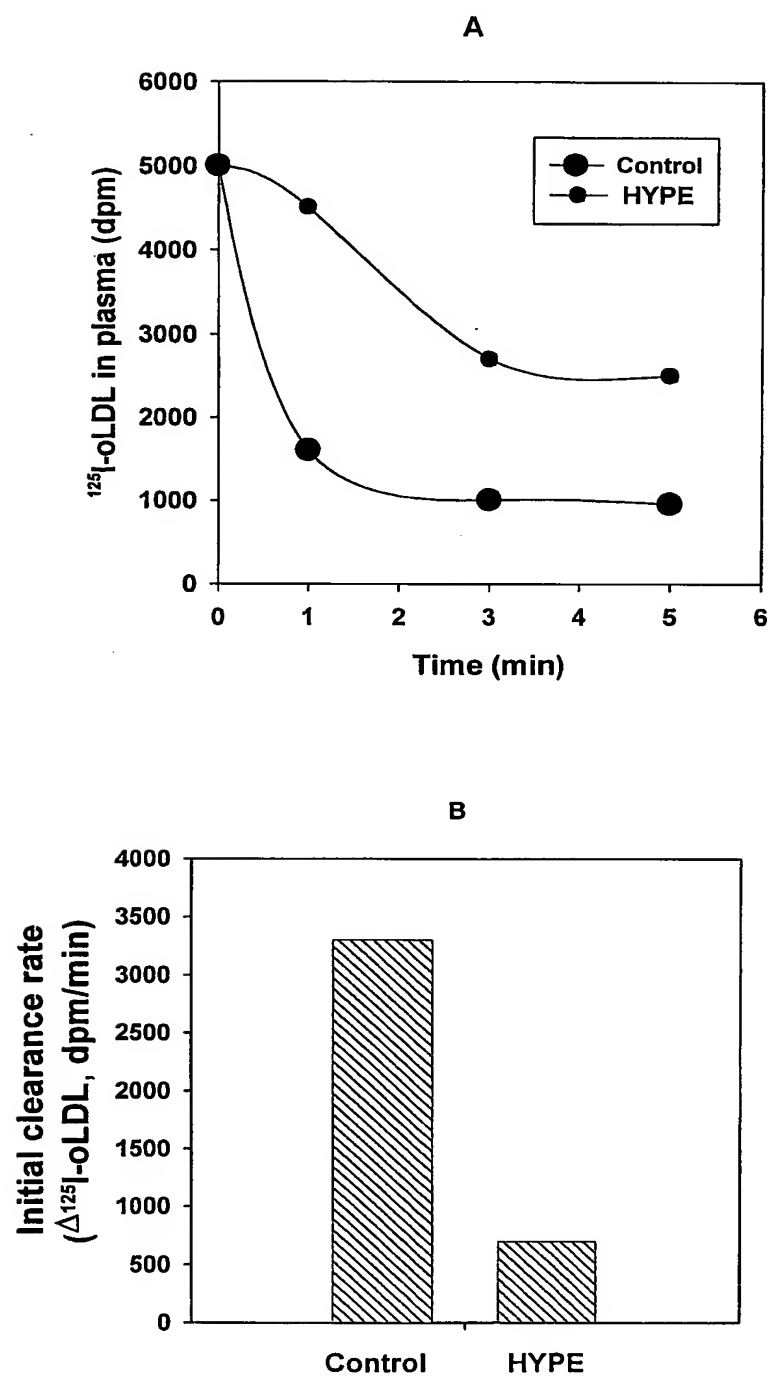 A
6000
5000
4000
3000
2000
1000
0
¹²⁵I-oLDL in plasma (dpm)
Control
HYPE
0 1 2 3 4 5 6
Time (min)
B
4000
3500
3000
2500
2000
1500
1000
500
0
Initial clearance rate
(Δ¹²⁵I-oLDL, dpm/min)
Control HYPE